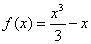 f(x) = x³/3 − x